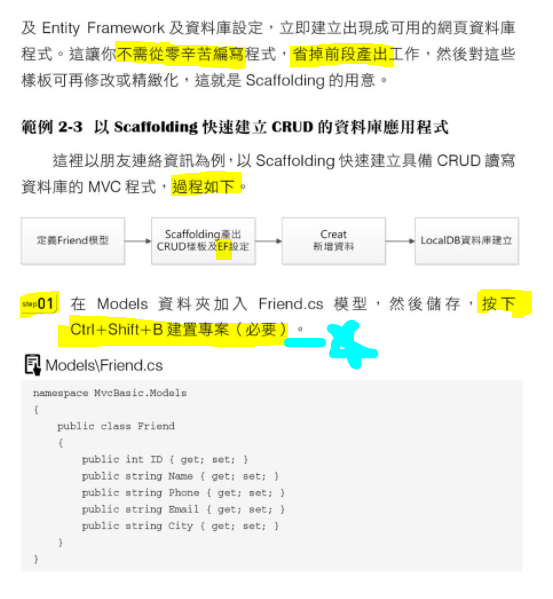 及 Entity Framework 及資料庫設定，立即建立出現成可用的網頁資料庫
程式。這讓你不需從零辛苦編寫程式，省掉前段產出工作，然後對這些
樣板可再修改或精緻化，這就是 Scaffolding 的用意。
範例 2-3 以 Scaffolding 快速建立 CRUD 的資料庫應用程式
這裡以朋友連絡資訊為例，以 Scaffolding 快速建立具備 CRUD 讀寫
資料庫的 MVC 程式，過程如下。
定義Friend模型
Scaffolding產出
CRUD樣板及EF設定
Creat
新增資料
LocalDB資料庫建立
step01 在 Models 資料夾加入 Friend.cs 模型，然後儲存，按下
Ctrl+Shift+B 建置專案（必要）。
Models\Friend.cs
namespace MvcBasic.Models
{
public class Friend
{
public int ID { get; set; }
public string Name { get; set; }
public string Phone { get; set; }
public string Email { get; set; }
public string City { get; set; }
}
}